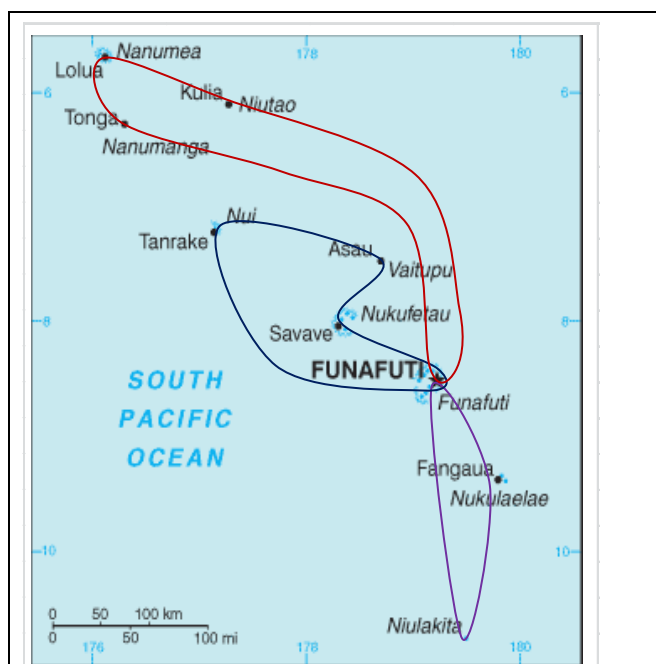 178
180
Nanumea
Lolua
6
Kulia
Niutao
6
Tonga
Nanumanga
Nui
Tanrake
Asau
Vaitupu
8
Nukufetau
8
Savave
FUNAFUTI
SOUTH
PACIFIC
OCEAN
Funafuti
Fangaua
Nukulaelae
10
10
0 50 100 km
0 50 100 mi
Niulakita
176
178
180